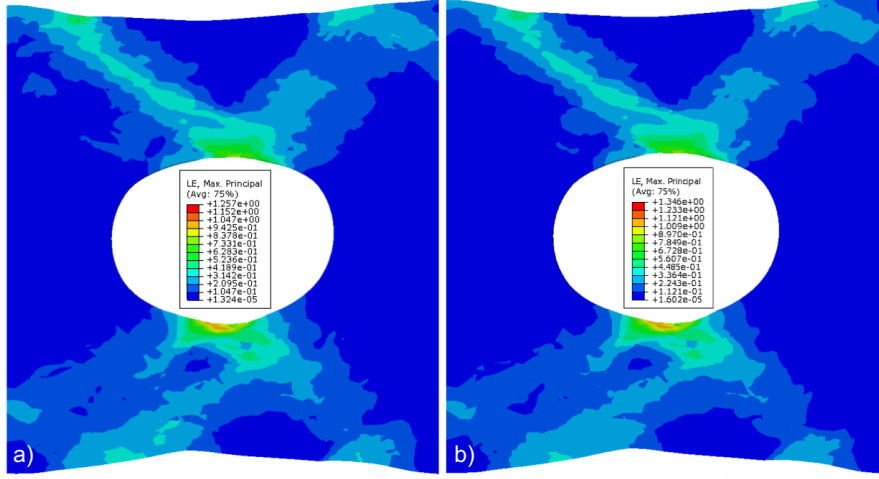 LE, Max. Principal
(Avg: 75%)
+1.257e+00
+1.152e+00
+1.047e+00
+9.425e-01
+8.378e-01
+7.331e-01
+6.283e-01
+5.236e-01
+4.189e-01
+3.142e-01
+2.095e-01
+1.047e-01
+1.324e-05
a)
LE, Max. Principal
(Avg: 75%)
+1.346e+00
+1.233e+00
+1.121e+00
+1.009e+00
+8.970e-01
+7.849e-01
+6.728e-01
+5.607e-01
+4.485e-01
+3.364e-01
+2.243e-01
+1.121e-01
+1.602e-05
b)